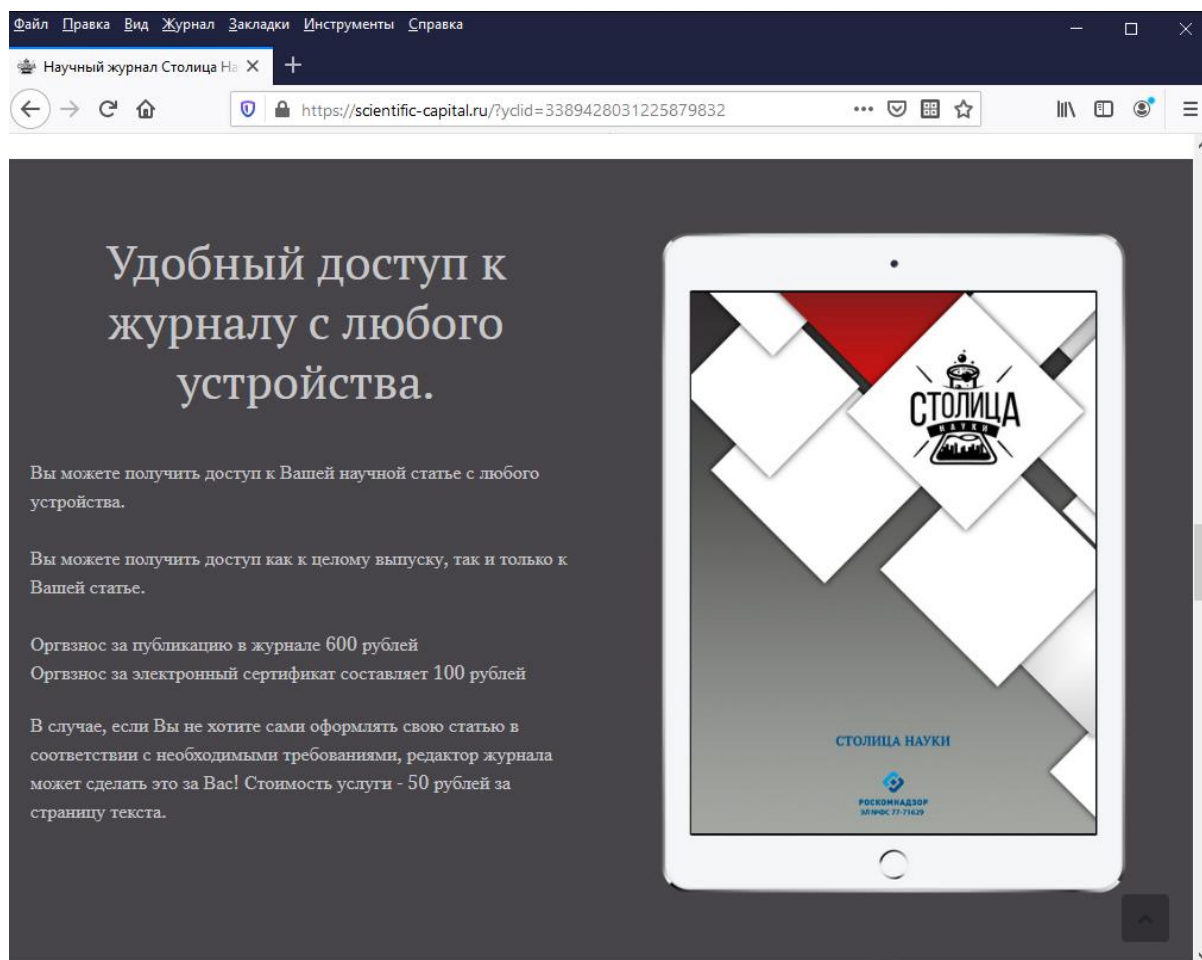 Файл Правка Вид Журнал Закладки Инструменты Справка
Научный журнал Столица На
https://scientific-capital.ru/?yclid=3389428031225879832
Удобный доступ к
журналу с любого
устройства.
Вы можете получить доступ к Вашей научной статье с любого
устройства.
Вы можете получить доступ как к целому выпуску, так и только к
Вашей статье.
Оргвзнос за публикацию в журнале 600 рублей
Оргвзнос за электронный сертификат составляет 100 рублей
В случае, если Вы не хотите сами оформлять свою статью в
соответствии с необходимыми требованиями, редактор журнала
может сделать это за Вас! Стоимость услуги - 50 рублей за
страницу текста.
СТОЛИЦА
НАУКИ
СТОЛИЦА НАУКИ
РОСКОМНАДЗОР
ЭЛ №ФС 77-71629